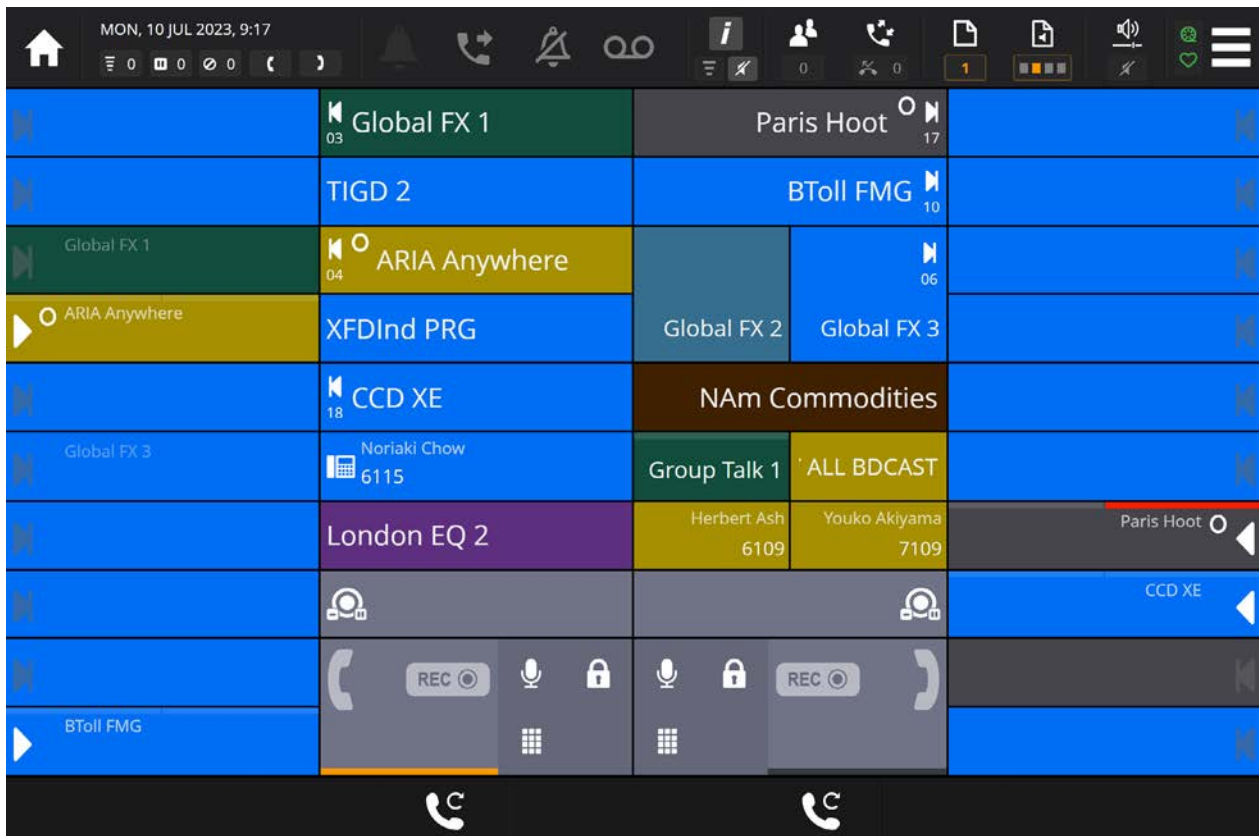 MON, 10 JUL 2023, 9:17
0 0 0
i
0
0
1
03 Global FX 1
Paris Hoot 17
TIGD 2
BToll FMG 10
Global FX 1
04 ARIA Anywhere
06
ARIA Anywhere
XFDInd PRG
Global FX 2
Global FX 3
18 CCD XE
NAm Commodities
Global FX 3
Noriaki Chow
6115
Group Talk 1
ALL BDCAST
London EQ 2
Herbert Ash
6109
Youko Akiyama
7109
Paris Hoot
CCD XE
REC
REC
BToll FMG